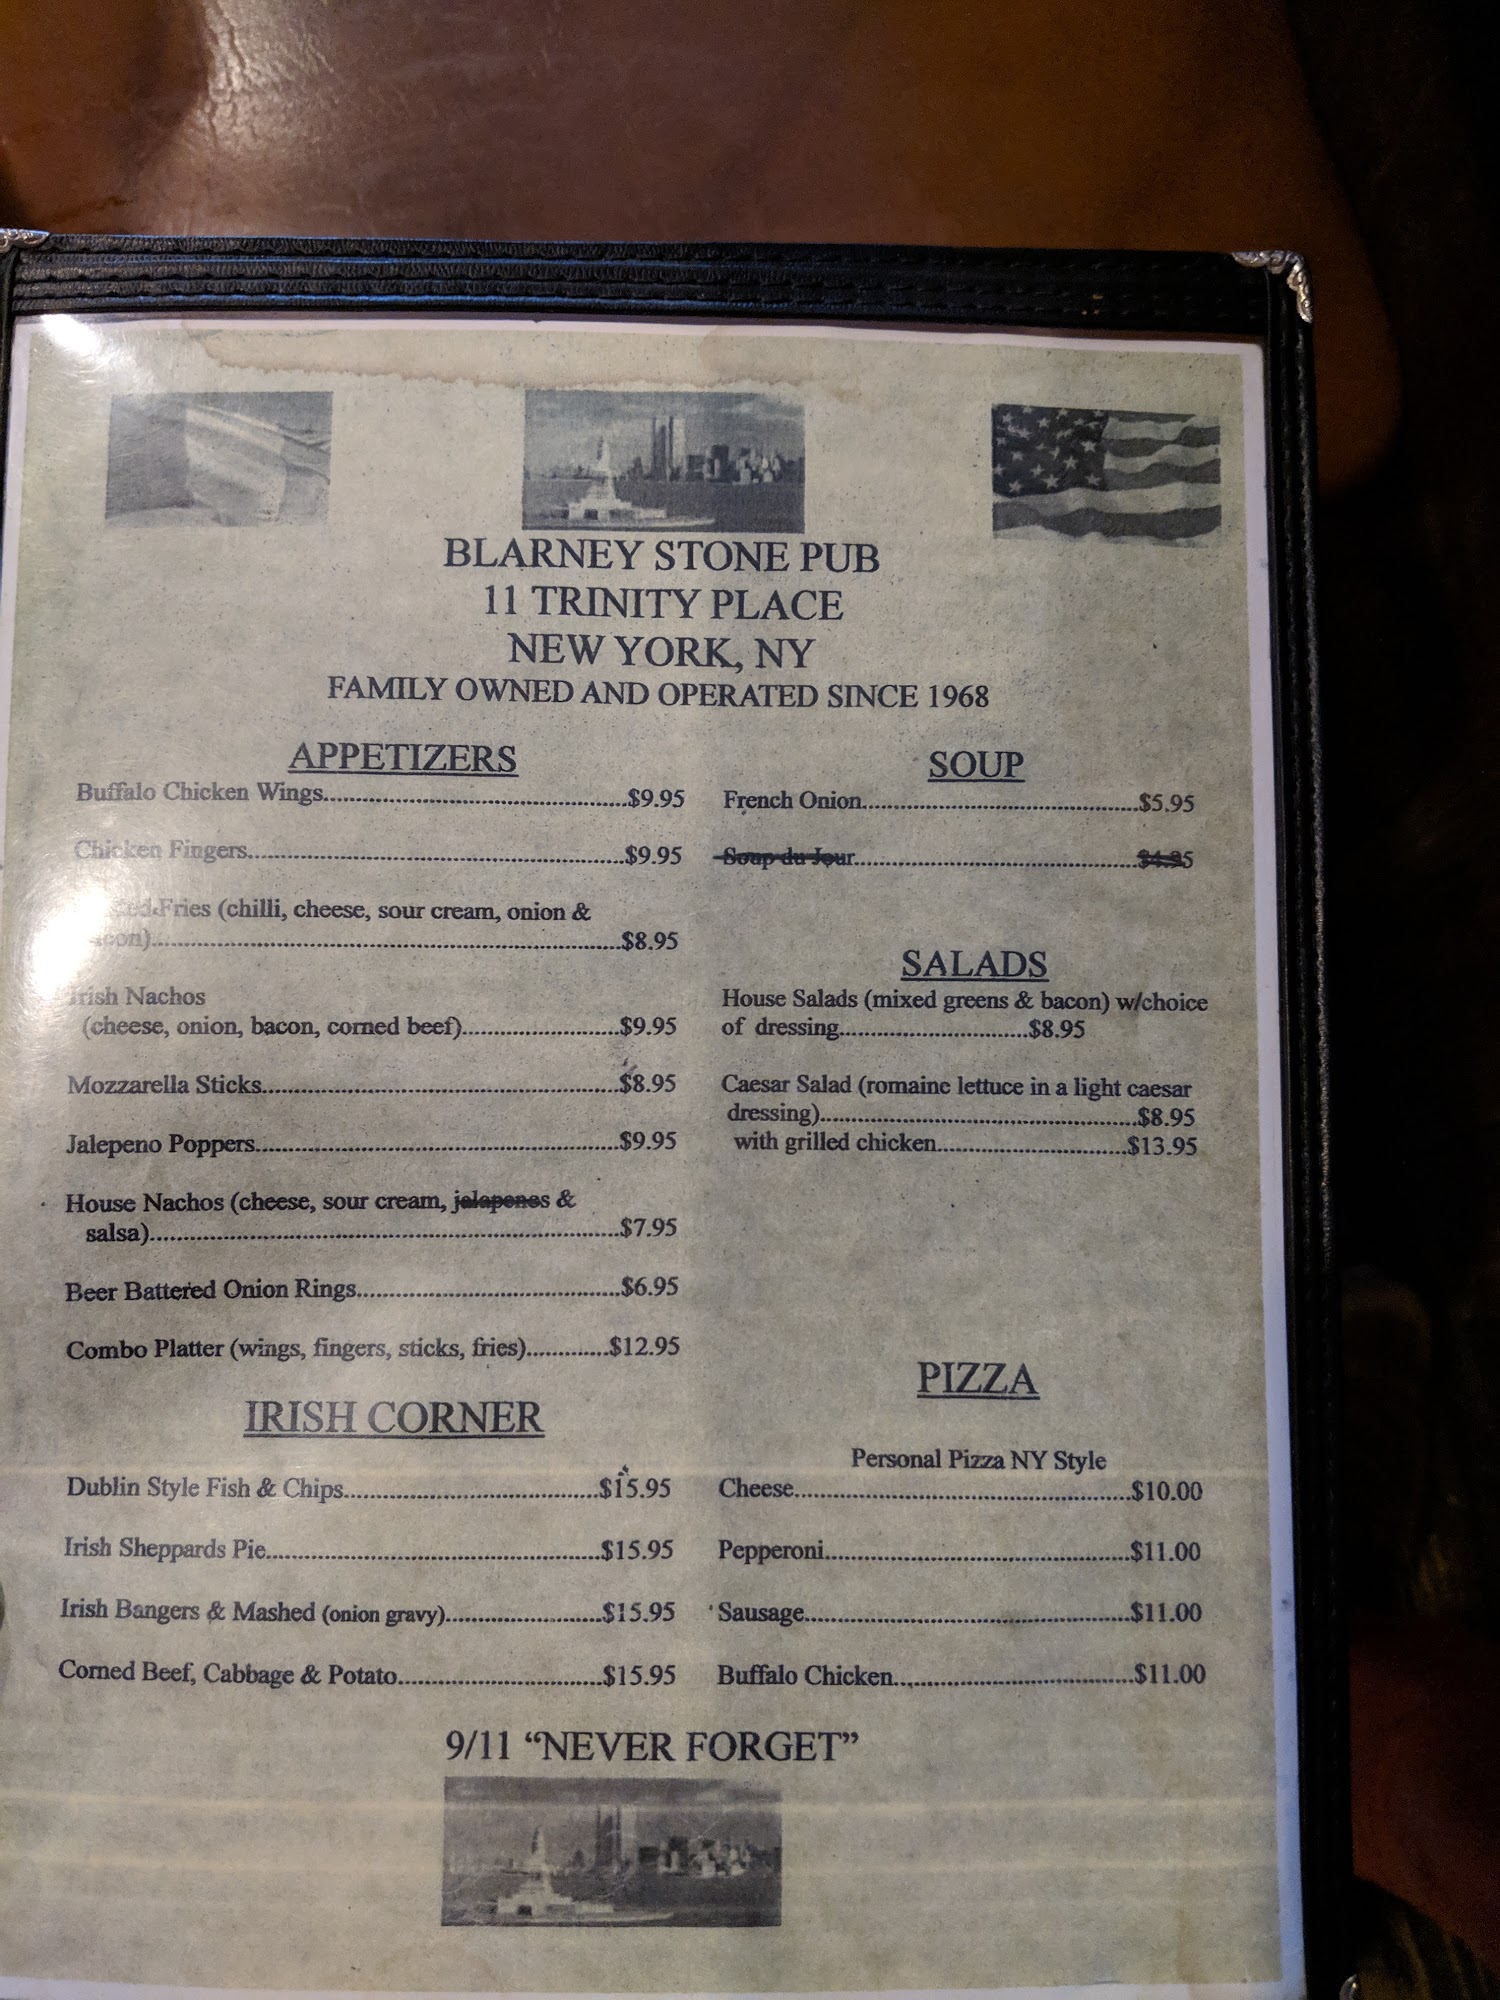 BLARNEY STONE PUB
11 TRINITY PLACE
NEW YORK, NY
FAMILY OWNED AND OPERATED SINCE 1968
APPETIZERS
Buffalo Chicken Wings.....$9.95
Chicken Fingers.....$9.95
Fries (chilli, cheese, sour cream, onion &
.....$8.95
Irish Nachos
(cheese, onion, bacon, corned beef).....$9.95
Mozzarella Sticks.....$8.95
Jalepeno Poppers.....$9.95
House Nachos (cheese, sour cream, jalapenos &
salsa).....$7.95
Beer Battered Onion Rings.....$6.95
Combo Platter (wings, fingers, sticks, fries).....$12.95
IRISH CORNER
Dublin Style Fish & Chips.....$15.95
Irish Sheppards Pie.....$15.95
Irish Bangers & Mashed (onion gravy).....$15.95
Corned Beef, Cabbage & Potato.....$15.95
SOUP
French Onion.....$5.95
Soup du Jour.....$4.95
SALADS
House Salads (mixed greens & bacon) w/choice
of dressing.....$8.95
Caesar Salad (romaine lettuce in a light caesar
dressing).....$8.95
with grilled chicken.....$13.95
PIZZA
Personal Pizza NY Style
Cheese.....$10.00
Pepperoni.....$11.00
Sausage.....$11.00
Buffalo Chicken.....$11.00
9/11 “NEVER FORGET”